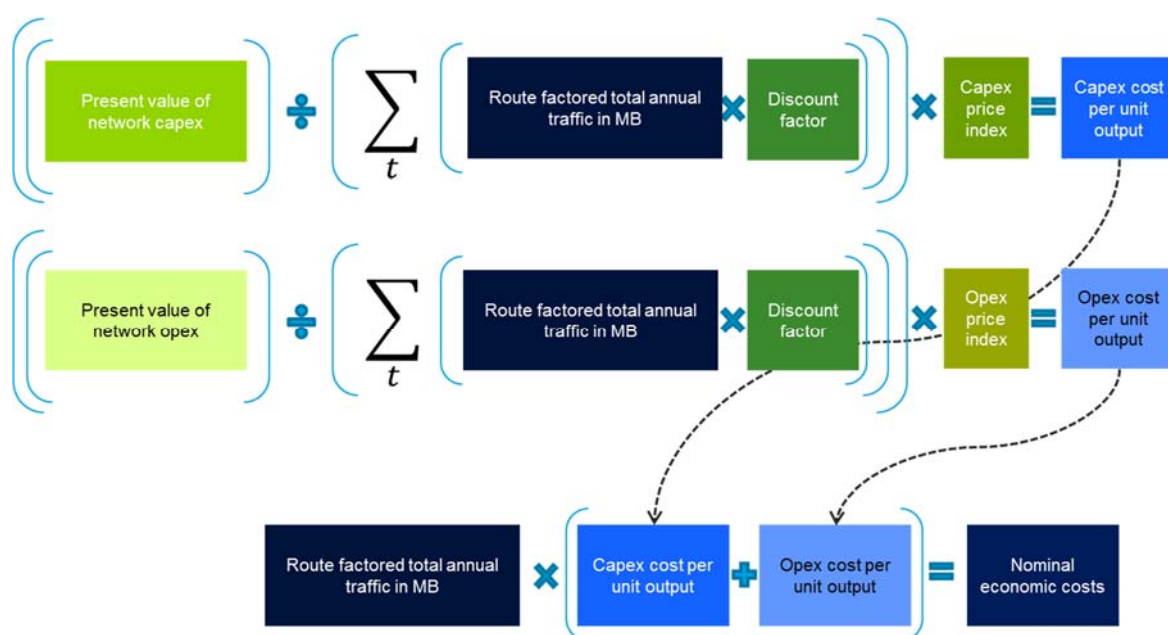 Present value of
network capex
÷
∑
t
Route factored total annual
traffic in MB
×
Discount
factor
×
Capex
price
index
=
Capex cost
per unit
output
Present value of
network opex
÷
∑
t
Route factored total annual
traffic in MB
×
Discount
factor
×
Opex
price
index
=
Opex cost
per unit
output
Route factored total annual
traffic in MB
×
Capex cost per
unit output
+
Opex cost per
unit output
=
Nominal
economic costs